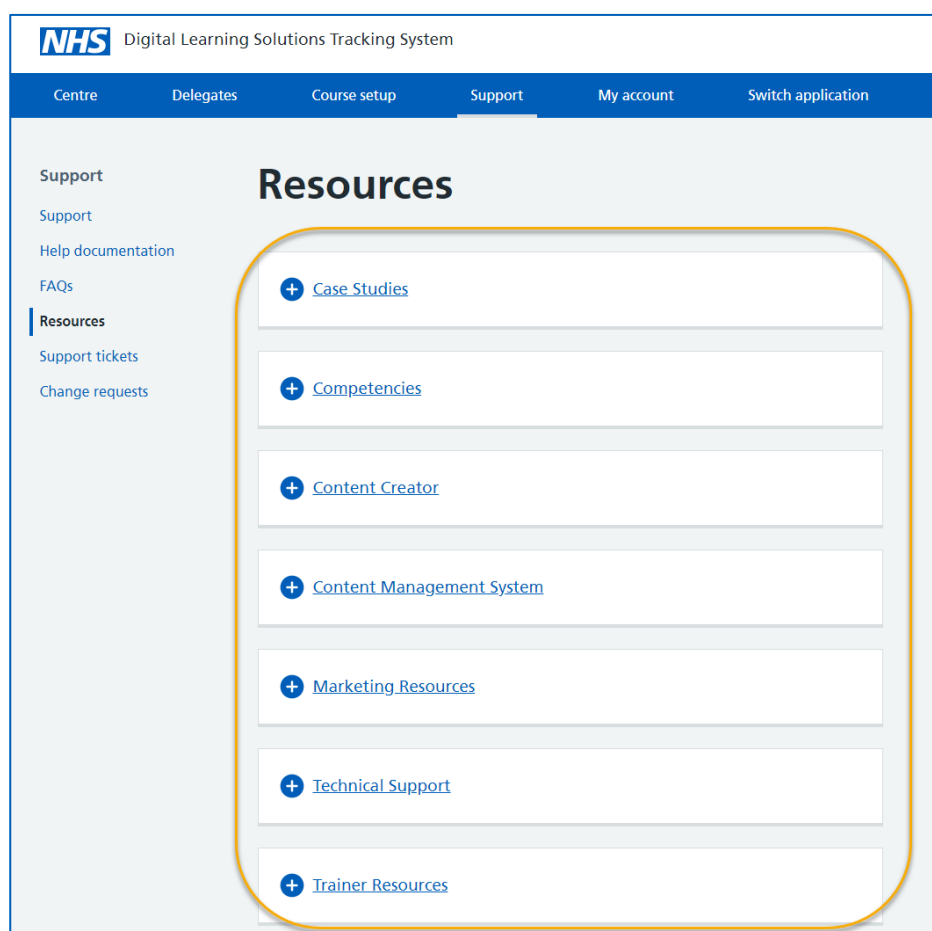 NHS Digital Learning Solutions Tracking System
Centre Delegates Course setup Support My account Switch application
Support
Support
Help documentation
FAQs
Resources
Support tickets
Change requests
Resources
Case Studies
Competencies
Content Creator
Content Management System
Marketing Resources
Technical Support
Trainer Resources